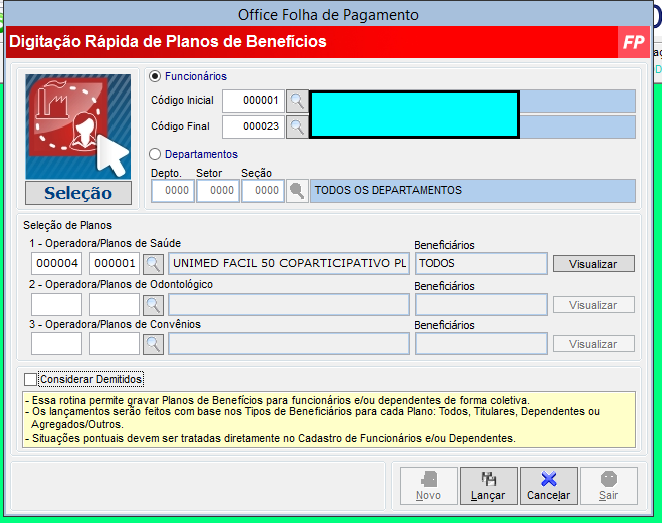 Office Folha de Pagamento
Digitação Rápida de Planos de Benefícios
FP
Funcionários
Código Inicial 000001
Código Final 000023
Departamentos
Depto. Setor Seção
0000 0000 0000 TODOS OS DEPARTAMENTOS
Seleção
Seleção de Planos
1 - Operadora/Planos de Saúde Beneficiários
000004 000001 UNIMED FACIL 50 COPARTICIPATIVO PL TODOS Visualizar
2 - Operadora/Planos de Odontológico Beneficiários
Visualizar
3 - Operadora/Planos de Convênios Beneficiários
Visualizar
Considerar Demitidos
- Essa rotina permite gravar Planos de Benefícios para funcionários e/ou dependentes de forma coletiva.
- Os lançamentos serão feitos com base nos Tipos de Beneficiários para cada Plano: Todos, Titulares, Dependentes ou
Agregados/Outros.
- Situações pontuais devem ser tratadas diretamente no Cadastro de Funcionários e/ou Dependentes.
Novo Lançar Cancelar Sair